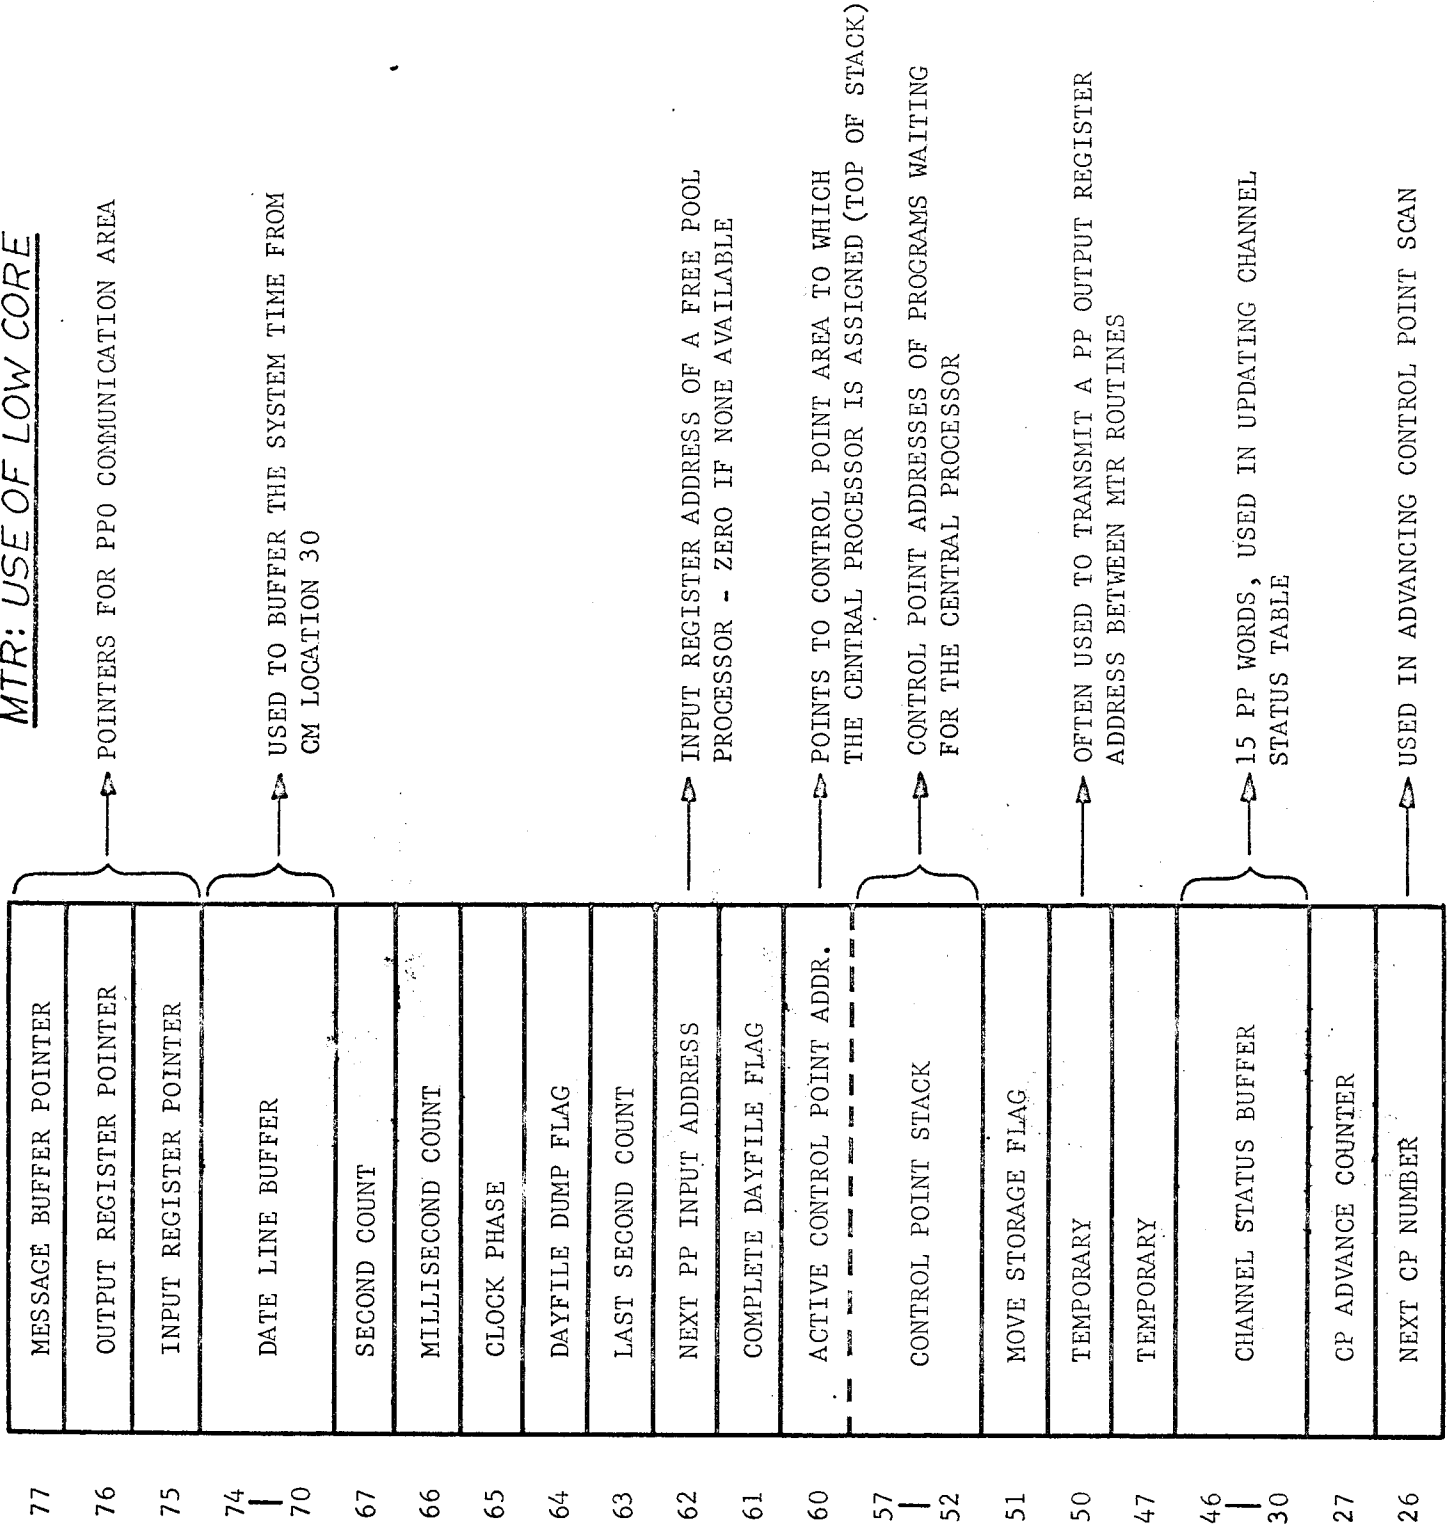 MTR: USE OF LOW CORE
77
MESSAGE BUFFER POINTER
76
OUTPUT REGISTER POINTER
75
INPUT REGISTER POINTER
POINTERS FOR PPO COMMUNICATION AREA
74
70
DATE LINE BUFFER
USED TO BUFFER THE SYSTEM TIME FROM
CM LOCATION 30
67
SECOND COUNT
66
MILLISECOND COUNT
65
CLOCK PHASE
64
DAYFILE DUMP FLAG
63
LAST SECOND COUNT
62
NEXT PP INPUT ADDRESS
INPUT REGISTER ADDRESS OF A FREE POOL
PROCESSOR - ZERO IF NONE AVAILABLE
61
COMPLETE DAYFILE FLAG
60
ACTIVE CONTROL POINT ADDR.
POINTS TO CONTROL POINT AREA TO WHICH
THE CENTRAL PROCESSOR IS ASSIGNED (TOP OF STACK)
57
52
CONTROL POINT STACK
CONTROL POINT ADDRESSES OF PROGRAMS WAITING
FOR THE CENTRAL PROCESSOR
51
MOVE STORAGE FLAG
50
TEMPORARY
OFTEN USED TO TRANSMIT A PP OUTPUT REGISTER
ADDRESS BETWEEN MTR ROUTINES
47
TEMPORARY
46
30
CHANNEL STATUS BUFFER
15 PP WORDS, USED IN UPDATING CHANNEL
STATUS TABLE
27
CP ADVANCE COUNTER
26
NEXT CP NUMBER
USED IN ADVANCING CONTROL POINT SCAN